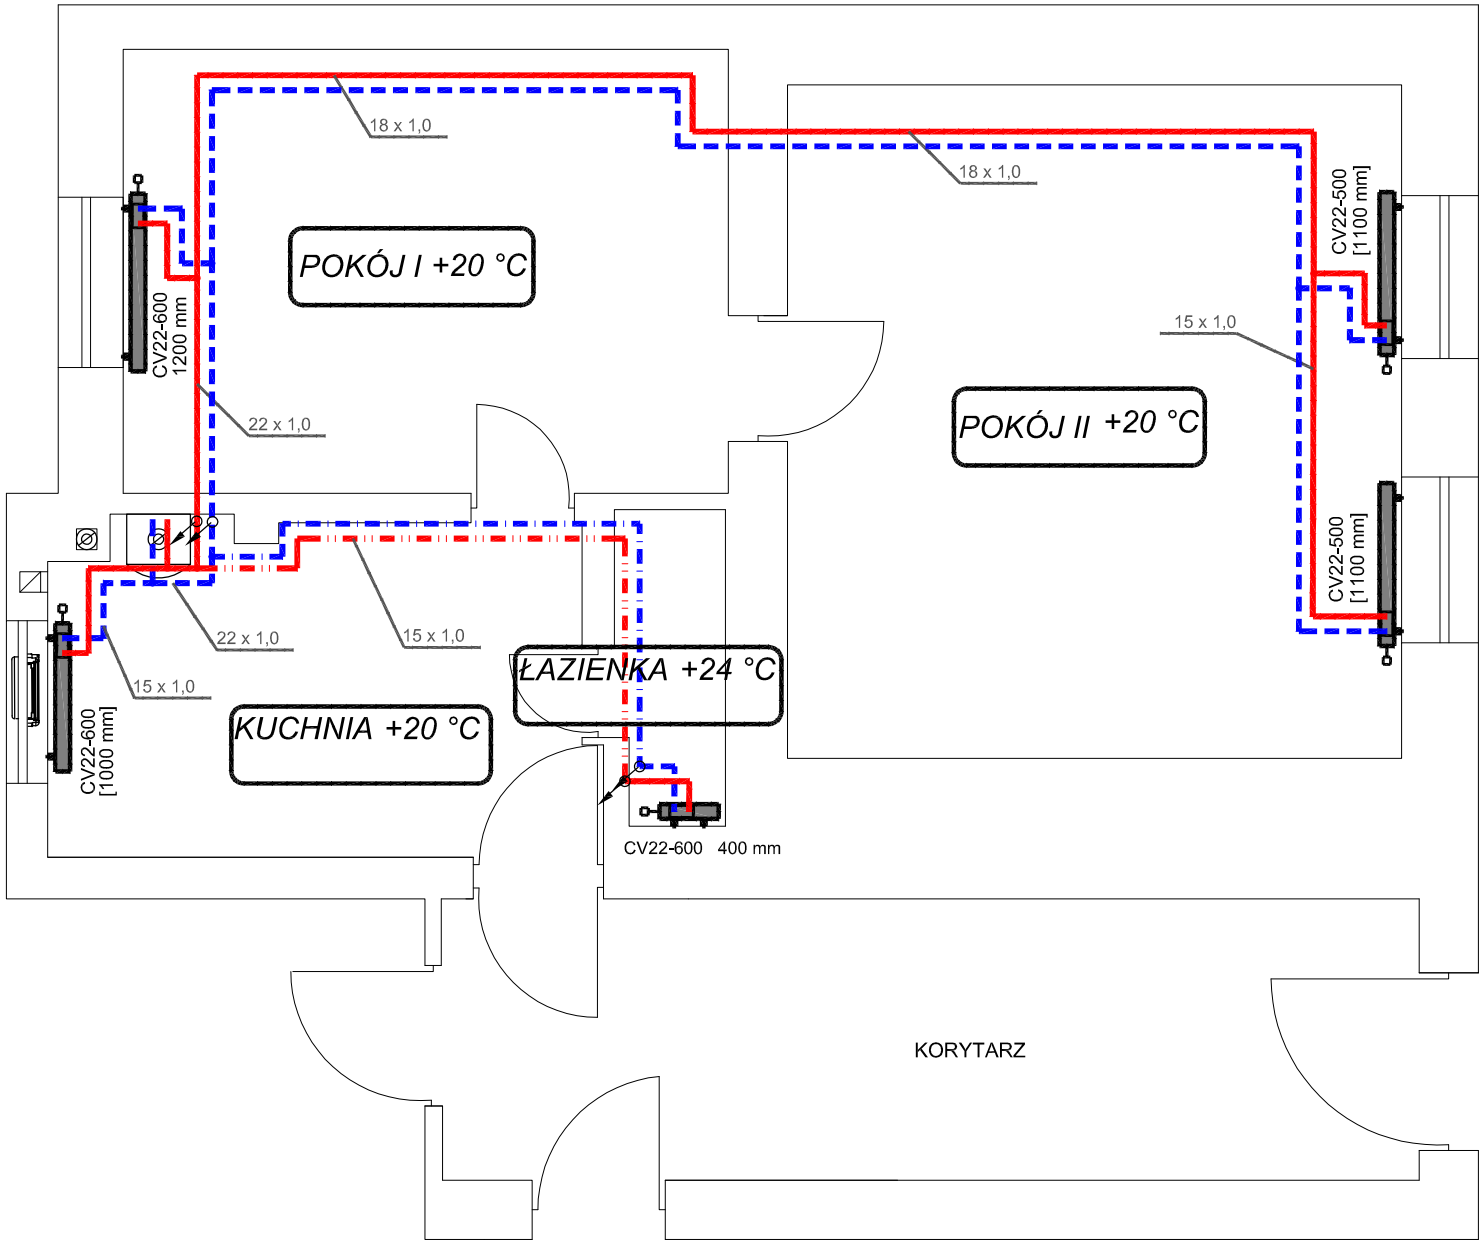 18 x 1,0
18 x 1,0
CV22-500
[1100 mm]
POKÓJ I +20 °C
CV22-600
1200 mm
15 x 1,0
22 x 1,0
POKÓJ II +20 °C
CV22-500
[1100 mm]
22 x 1,0
15 x 1,0
15 x 1,0
ŁAZIENKA +24 °C
KUCHNIA +20 °C
CV22-600
[1000 mm]
CV22-600 400 mm
KORYTARZ